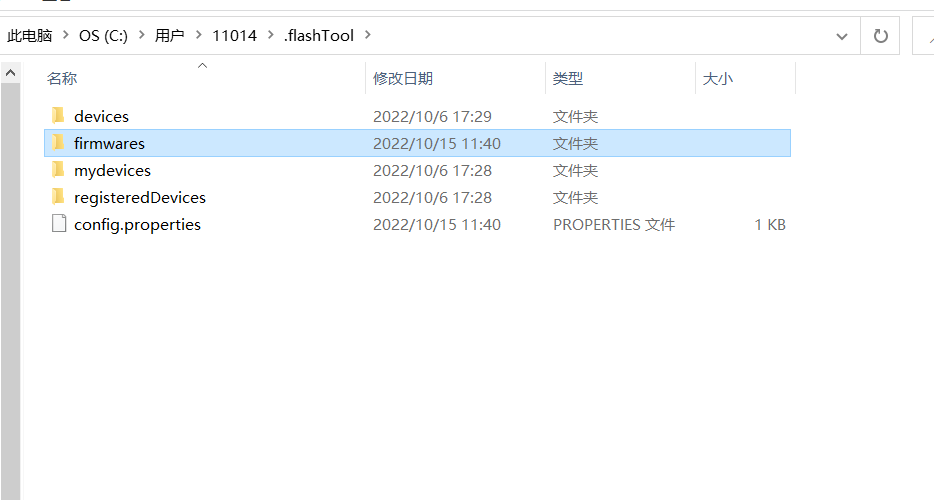 此电脑 > OS (C:) > 用户 > 11014 > .flashTool >
名称 修改日期 类型 大小
devices 2022/10/6 17:29 文件夹
firmwares 2022/10/15 11:40 文件夹
mydevices 2022/10/6 17:28 文件夹
registeredDevices 2022/10/6 17:28 文件夹
config.properties 2022/10/15 11:40 PROPERTIES 文件 1 KB